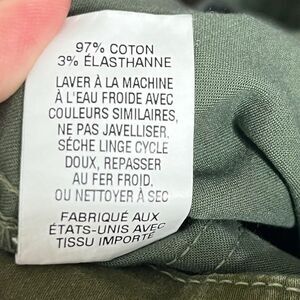 97% COTON
3% ÉLASTHANNE
LAVER À LA MACHINE
À L'EAU FROIDE AVEC
COULEURS SIMILAIRES,
NE PAS JAVELLISER.
SÉCHE LINGE CYCLE
DOUX, REPASSER
AU FER FROID,
OU NETTOYER À SEC
FABRIQUÉ AUX
ÉTATS-UNIS AVEC
TISSU IMPORTÉ